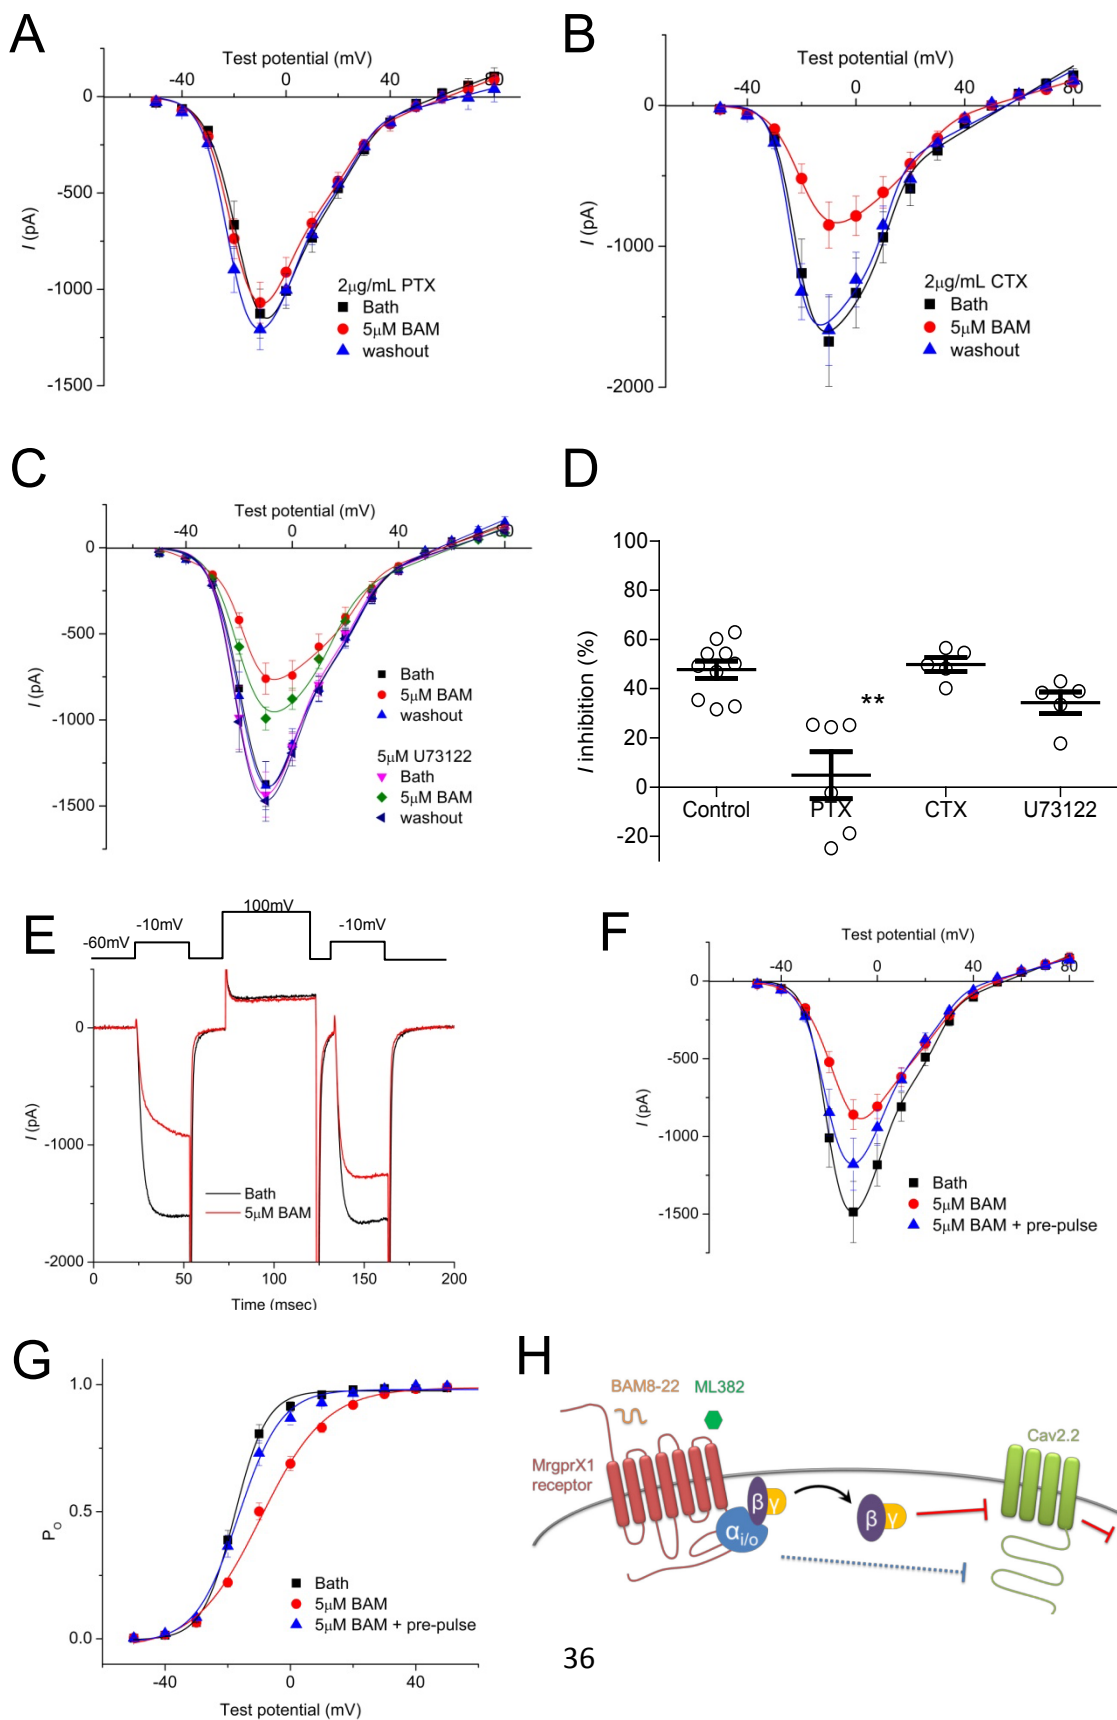 A
Test potential (mV)
-40
0
40
80
0
-500
-1000
-1500
I (pA)
2μg/mL PTX
Bath
5μM BAM
washout
B
Test potential (mV)
-40
0
40
80
0
-1000
-2000
I (pA)
2μg/mL CTX
Bath
5μM BAM
washout
C
Test potential (mV)
-40
0
40
80
0
-500
-1000
-1500
I (pA)
Bath
5μM BAM
washout
5μM U73122
Bath
5μM BAM
washout
D
100
80
60
40
20
0
-20
I inhibition (%)
**
Control
PTX
CTX
U73122
E
-60mV
-10mV
100mV
-10mV
0
-1000
-2000
I (pA)
Bath
5μM BAM
0
50
100
150
200
Time (msec)
F
Test potential (mV)
-40
0
40
80
0
-500
-1000
-1500
I (pA)
Bath
5μM BAM
5μM BAM + pre-pulse
G
1.0
0.5
0.0
PO
Bath
5μM BAM
5μM BAM + pre-pulse
-40
0
40
Test potential (mV)
H
BAM8-22
ML382
Cav2.2
MrgprX1
receptor
β
γ
αi/o
β
γ
36